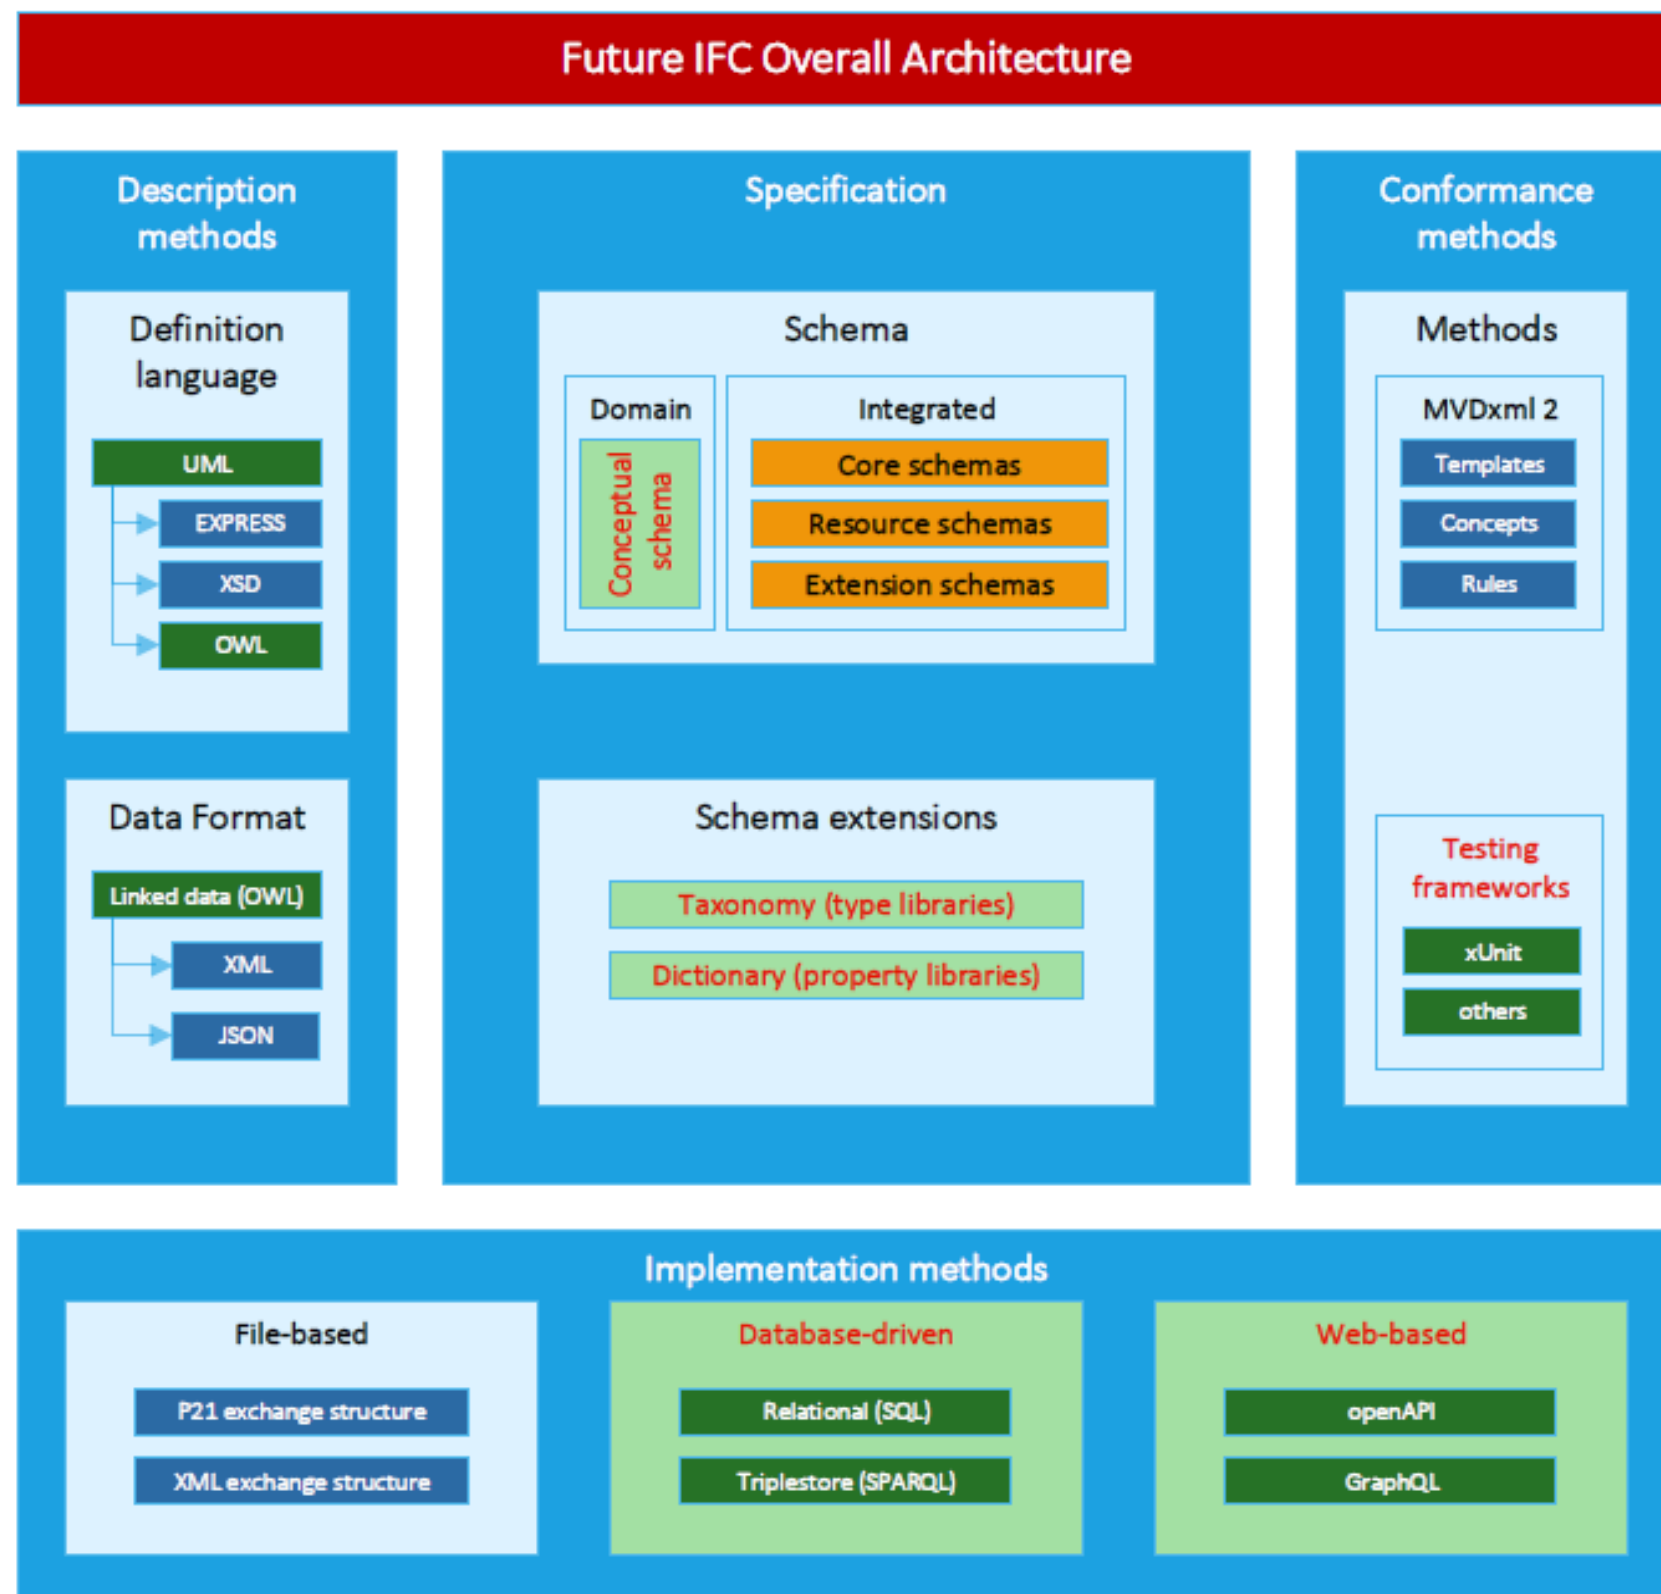 Future IFC Overall Architecture
Description
methods
Definition
language
UML
EXPRESS
XSD
OWL
Data Format
Linked data (OWL)
XML
JSON
Specification
Schema
Domain
Conceptual
schema
Integrated
Core schemas
Resource schemas
Extension schemas
Schema extensions
Taxonomy (type libraries)
Dictionary (property libraries)
Conformance
methods
Methods
MVDxml 2
Templates
Concepts
Rules
Testing
frameworks
xUnit
others
Implementation methods
File-based
P21 exchange structure
XML exchange structure
Database-driven
Relational (SQL)
Triplestore (SPARQL)
Web-based
openAPI
GraphQL